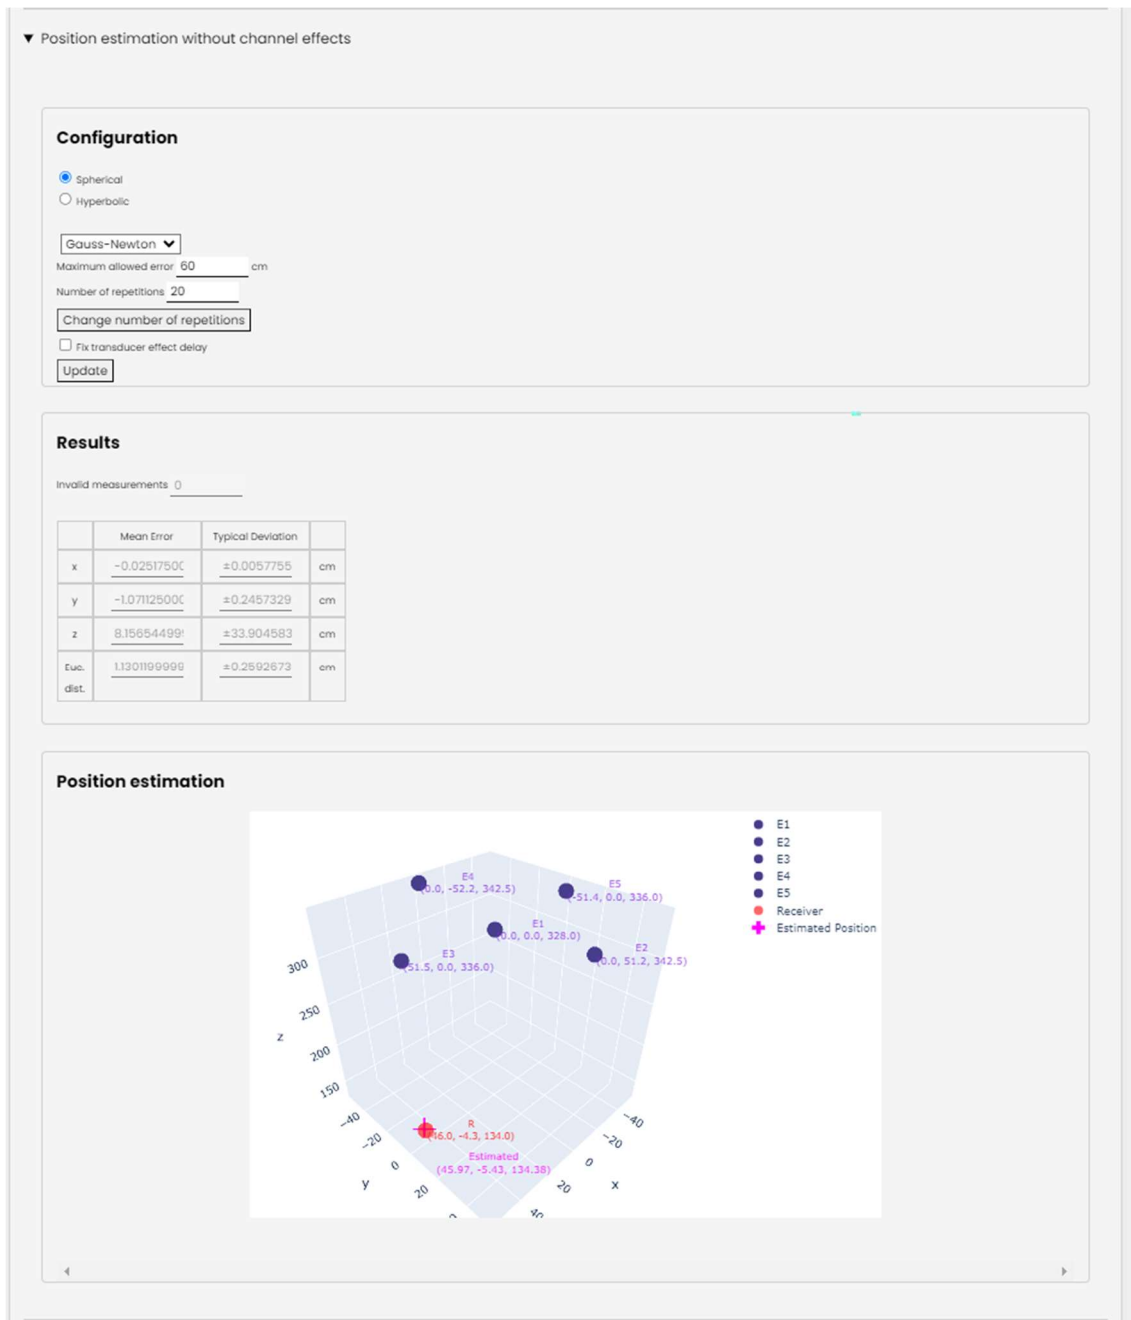 ▼ Position estimation without channel effects
Configuration
Spherical
Hyperbolic
Gauss-Newton
Maximum allowed error 60 cm
Number of repetitions 20
Change number of repetitions
Fix transducer effect delay
Update
Results
Invalid measurements 0
Mean Error Typical Deviation
x -0.02517500 ±0.0057755 cm
y -1.07112500 ±0.2457329 cm
z 8.156544999 ±33.904583 cm
Euc. dist. 1.1301199999 ±0.2592673 cm
Position estimation
E1
E2
E3
E4
E5
Receiver
Estimated Position
E4
(0.0, -52.2, 342.5)
E5
(-51.4, 0.0, 336.0)
E1
(0.0, 0.0, 328.0)
E2
(0.0, 51.2, 342.5)
E3
(51.5, 0.0, 336.0)
300
250
z
200
150
R
(46.0, -4.3, 134.0)
Estimated
(45.97, -5.43, 134.38)
−40
−20
0
y
20
−40
−20
0
x
20
40